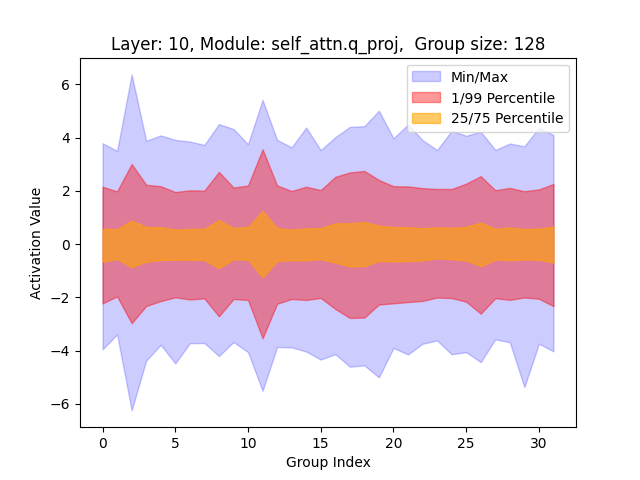 Layer: 10, Module: self_attn.q_proj,  Group size: 128
Min/Max
1/99 Percentile
25/75 Percentile
Activation Value
6
4
2
0
−2
−4
−6
0 5 10 15 20 25 30
Group Index